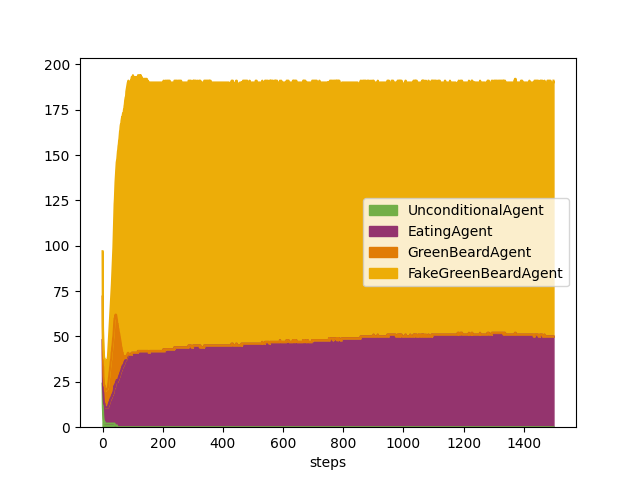 200
175
150
125
100
75
50
25
0
UnconditionalAgent
EatingAgent
GreenBeardAgent
FakeGreenBeardAgent
0 200 400 600 800 1000 1200 1400
steps